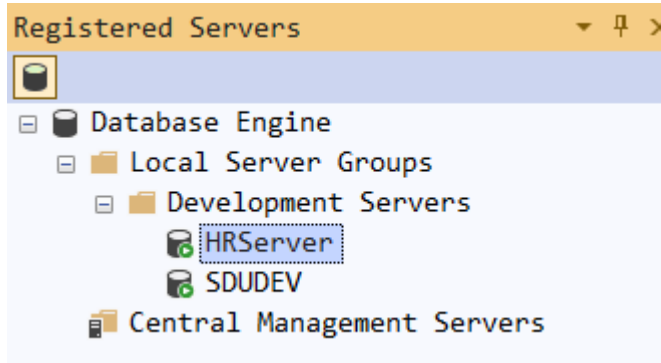 Registered Servers
Database Engine
Local Server Groups
Development Servers
HRServer
SDUDEV
Central Management Servers